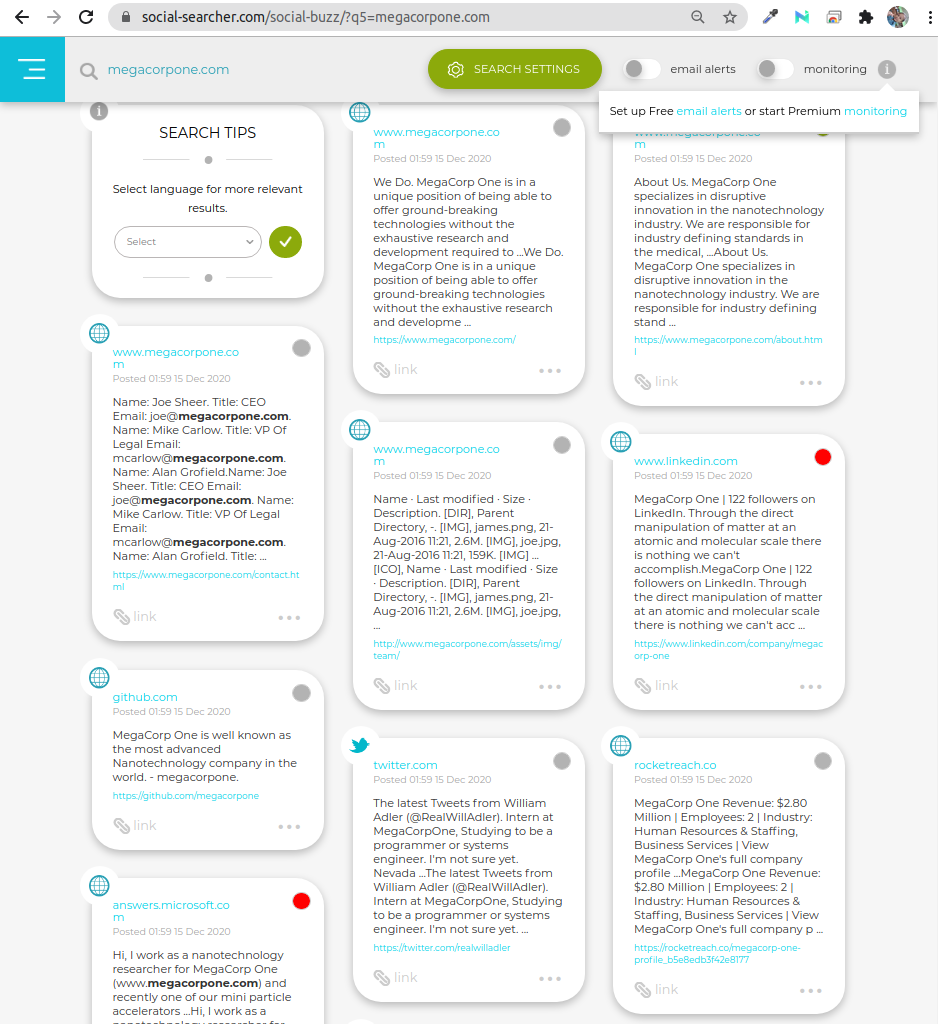 social-searcher.com/social-buzz/?q5=megacorpone.com
megacorpone.com
SEARCH SETTINGS
email alerts
monitoring
i
Set up Free email alerts or start Premium monitoring
i
SEARCH TIPS
Select language for more relevant
results.
Select
www.megacorpone.co
m
Posted 01:59 15 Dec 2020
Name: Joe Sheer. Title: CEO
Email: joe@megacorpone.com.
Name: Mike Carlow. Title: VP Of
Legal Email:
mcarlow@megacorpone.com.
Name: Alan Grofield.Name: Joe
Sheer. Title: CEO Email:
joe@megacorpone.com. Name:
Mike Carlow. Title: VP Of Legal
Email:
mcarlow@megacorpone.com.
Name: Alan Grofield. Title: ...
https://www.megacorpone.com/contact.ht
ml
link
github.com
Posted 01:59 15 Dec 2020
MegaCorp One is well known as
the most advanced
Nanotechnology company in the
world. - megacorpone.
https://github.com/megacorpone
link
answers.microsoft.co
m
Posted 01:59 15 Dec 2020
Hi, I work as a nanotechnology
researcher for MegaCorp One
(www.megacorpone.com) and
recently one of our mini particle
accelerators ...Hi, I work as a
nanotechnology researcher for
www.megacorpone.co
m
Posted 01:59 15 Dec 2020
We Do. MegaCorp One is in a
unique position of being able to
offer ground-breaking
technologies without the
exhaustive research and
development required to ...We Do.
MegaCorp One is in a unique
position of being able to offer
ground-breaking technologies
without the exhaustive research
and developme ...
https://www.megacorpone.com/
link
www.megacorpone.co
m
Posted 01:59 15 Dec 2020
Name · Last modified · Size ·
Description. [DIR], Parent
Directory, -. [IMG], james.png, 21-
Aug-2016 11:21, 2.6M. [IMG], joe.jpg,
21-Aug-2016 11:21, 159K. [IMG] ...
[ICO], Name · Last modified · Size
· Description. [DIR], Parent
Directory, -. [IMG], james.png, 21-
Aug-2016 11:21, 2.6M. [IMG], joe.jpg,
...
http://www.megacorpone.com/assets/img/
team/
link
twitter.com
Posted 01:59 15 Dec 2020
The latest Tweets from William
Adler (@RealWillAdler). Intern at
MegaCorpOne, Studying to be a
programmer or systems
engineer. I'm not sure yet.
Nevada ...The latest Tweets from
William Adler (@RealWillAdler).
Intern at MegaCorpOne, Studying
to be a programmer or systems
engineer. I'm not sure yet. ...
https://twitter.com/realwilladler
link
www.megacorpone.co
m
Posted 01:59 15 Dec 2020
About Us. MegaCorp One
specializes in disruptive
innovation in the nanotechnology
industry. We are responsible for
industry defining standards in
the medical, ...About Us.
MegaCorp One specializes in
disruptive innovation in the
nanotechnology industry. We are
responsible for industry defining
stand ...
https://www.megacorpone.com/about.htm
l
link
www.linkedin.com
Posted 01:59 15 Dec 2020
MegaCorp One | 122 followers on
LinkedIn. Through the direct
manipulation of matter at an
atomic and molecular scale there
is nothing we can't
accomplish.MegaCorp One | 122
followers on LinkedIn. Through
the direct manipulation of matter
at an atomic and molecular scale
there is nothing we can't acc ...
https://www.linkedin.com/company/megac
orp-one
link
rocketreach.co
Posted 01:59 15 Dec 2020
MegaCorp One Revenue: $2.80
Million | Employees: 2 | Industry:
Human Resources & Staffing,
Business Services | View
MegaCorp One's full company
profile ...MegaCorp One Revenue:
$2.80 Million | Employees: 2 |
Industry: Human Resources &
Staffing, Business Services | View
MegaCorp One's full company p ...
https://rocketreach.co/megacorp-one-
profile_b5e8edb3f42e8177
link